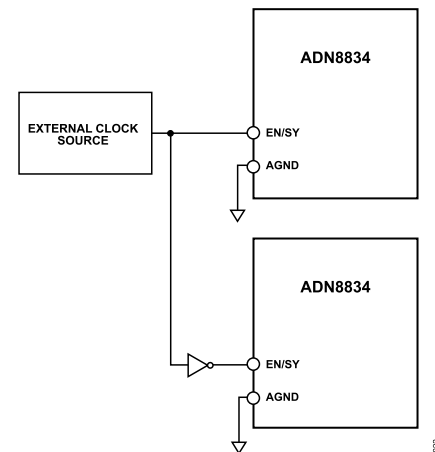 ADN8834
EXTERNAL CLOCK
SOURCE
EN/SY
AGND
ADN8834
EN/SY
AGND